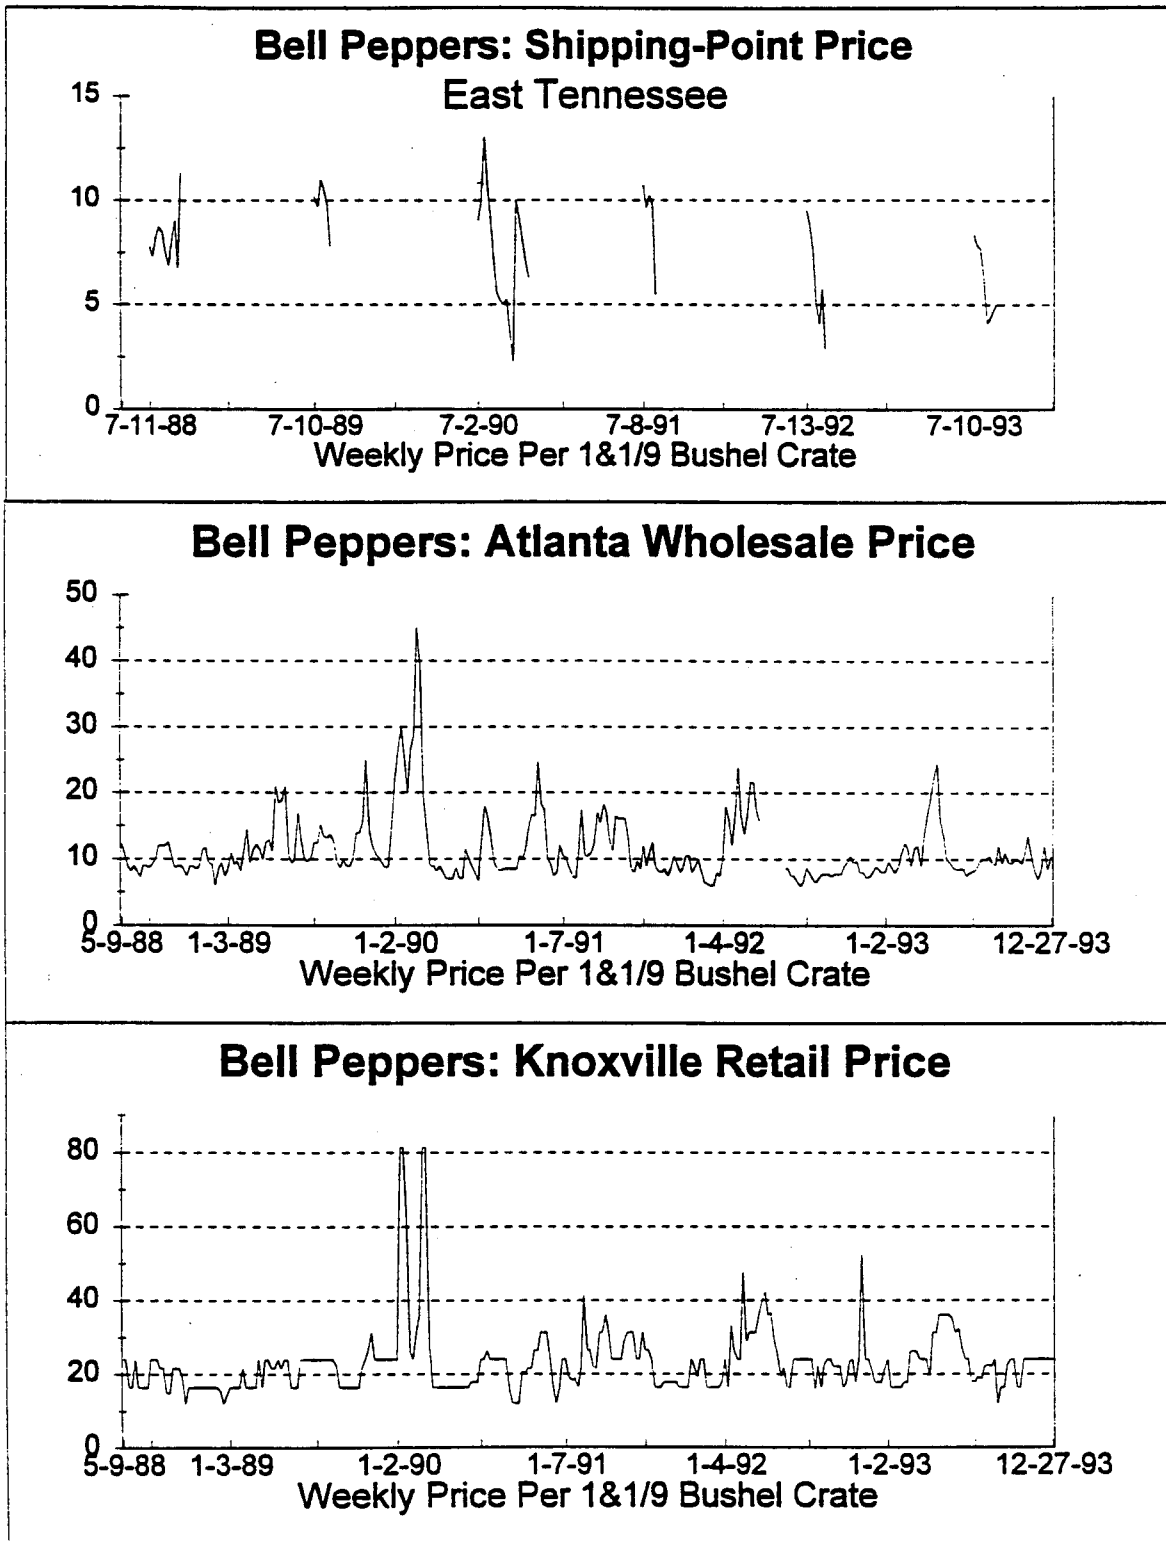 Bell Peppers: Shipping-Point Price
East Tennessee
15
10
5
0
7-11-88 7-10-89 7-2-90 7-8-91 7-13-92 7-10-93
Weekly Price Per 1&1/9 Bushel Crate
Bell Peppers: Atlanta Wholesale Price
50
40
30
20
10
0
5-9-88 1-3-89 1-2-90 1-7-91 1-4-92 1-2-93 12-27-93
Weekly Price Per 1&1/9 Bushel Crate
Bell Peppers: Knoxville Retail Price
80
60
40
20
0
5-9-88 1-3-89 1-2-90 1-7-91 1-4-92 1-2-93 12-27-93
Weekly Price Per 1&1/9 Bushel Crate